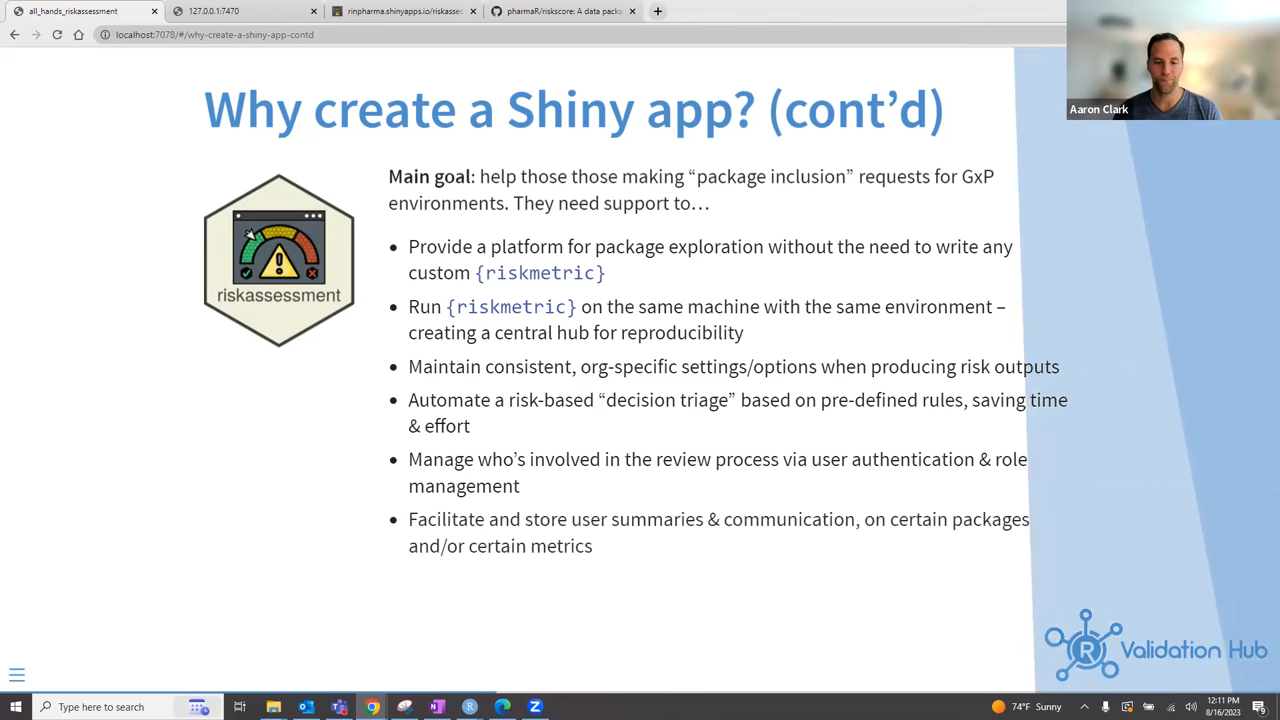 all_hands_riskassessment
127.0.0.1:7470
rinpharma.shinyapps.io/riskasses
pharmaR/riskscore: A data packa
localhost:7078/#/why-create-a-shiny-app-contd
Aaron Clark
Why create a Shiny app? (cont’d)
riskassessment
Main goal: help those those making “package inclusion” requests for GxP
environments. They need support to…
• Provide a platform for package exploration without the need to write any
custom {riskmetric}
• Run {riskmetric} on the same machine with the same environment –
creating a central hub for reproducibility
• Maintain consistent, org-specific settings/options when producing risk outputs
• Automate a risk-based “decision triage” based on pre-defined rules, saving time
& effort
• Manage who’s involved in the review process via user authentication & role
management
• Facilitate and store user summaries & communication, on certain packages
and/or certain metrics
R Validation Hub
Type here to search
74°F Sunny
12:11 PM
8/16/2023